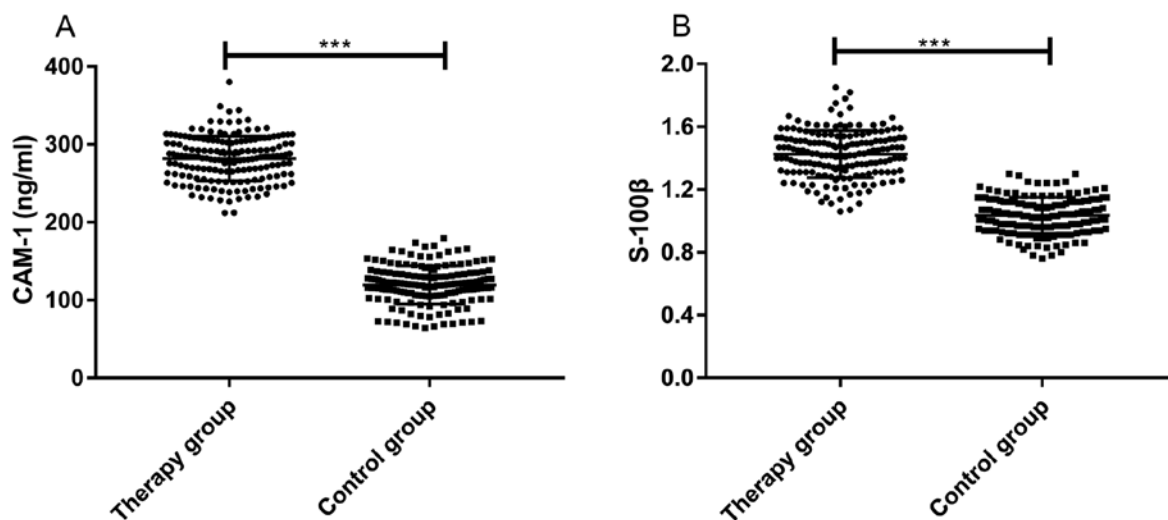 A
***
CAM-1 (ng/ml)
400
300
200
100
0
Therapy group
Control group
B
***
S-100β
2.0
1.6
1.2
0.8
0.4
0.0
Therapy group
Control group